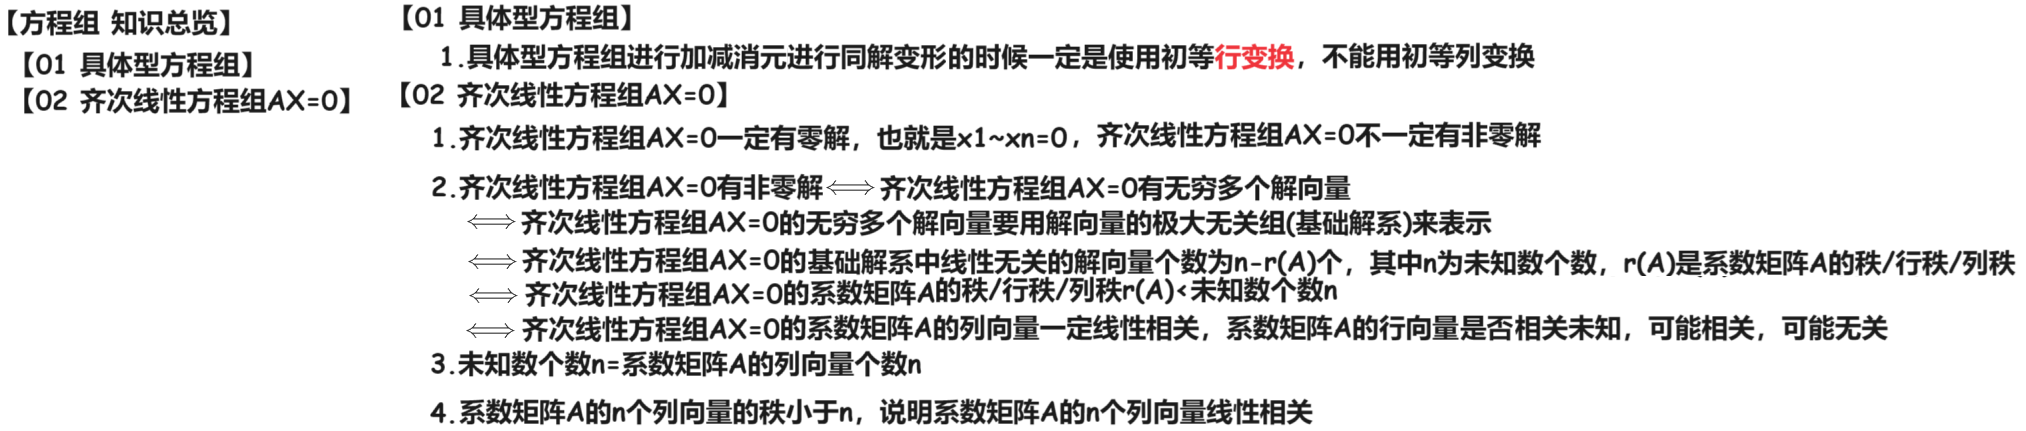 【方程组 知识总览】
【01 具体型方程组】
【02 齐次线性方程组AX=0】
【01 具体型方程组】
1.具体型方程组进行加减消元进行同解变形的时候一定是使用初等行变换，不能用初等列变换
【02 齐次线性方程组AX=0】
1.齐次线性方程组AX=0一定有零解，也就是x1~xn=0，齐次线性方程组AX=0不一定有非零解
2.齐次线性方程组AX=0有非零解⟺齐次线性方程组AX=0有无穷多个解向量
⟺齐次线性方程组AX=0的无穷多个解向量要用解向量的极大无关组(基础解系)来表示
⟺齐次线性方程组AX=0的基础解系中线性无关的解向量个数为n-r(A)个，其中n为未知数个数，r(A)是系数矩阵A的秩/行秩/列秩
⟺齐次线性方程组AX=0的系数矩阵A的秩/行秩/列秩r(A)<未知数个数n
⟺齐次线性方程组AX=0的系数矩阵A的列向量一定线性相关，系数矩阵A的行向量是否相关未知，可能相关，可能无关
3.未知数个数n=系数矩阵A的列向量个数n
4.系数矩阵A的n个列向量的秩小于n，说明系数矩阵A的n个列向量线性相关